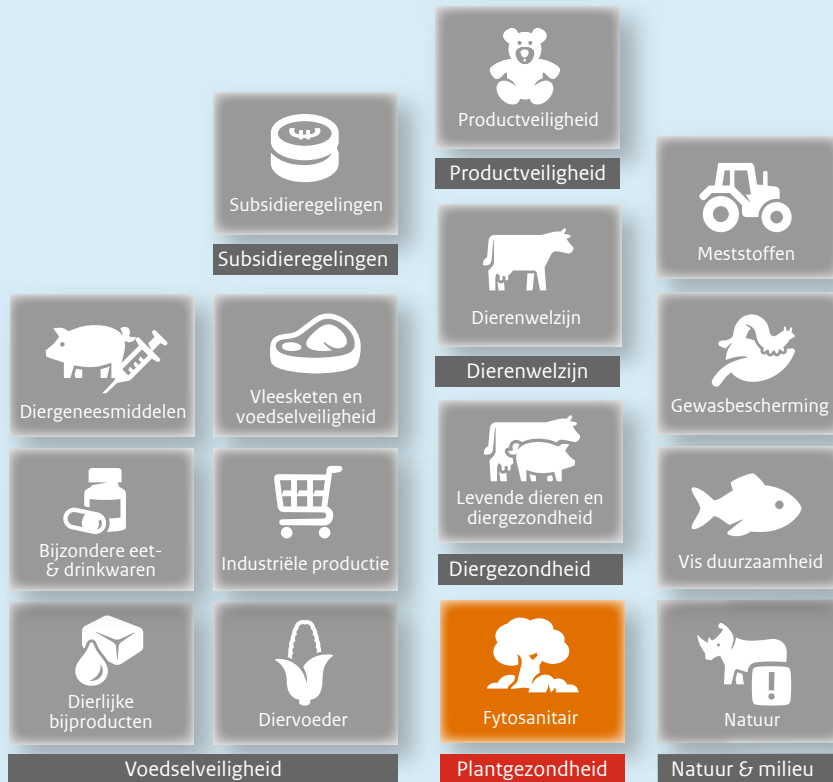 Productveiligheid
Productveiligheid
Subsidieregelingen
Subsidieregelingen
Meststoffen
Dierenwelzijn
Dierenwelzijn
Diergeneesmiddelen
Vleesketen en
voedselveiligheid
Gewasbescherming
Bijzondere eet-
& drinkwaren
Industriële productie
Levende dieren en
diergezondheid
Diergezondheid
Vis duurzaamheid
Dierlijke
bijproducten
Diervoeder
Fytosanitair
Natuur
Voedselveiligheid
Plantgezondheid
Natuur & milieu